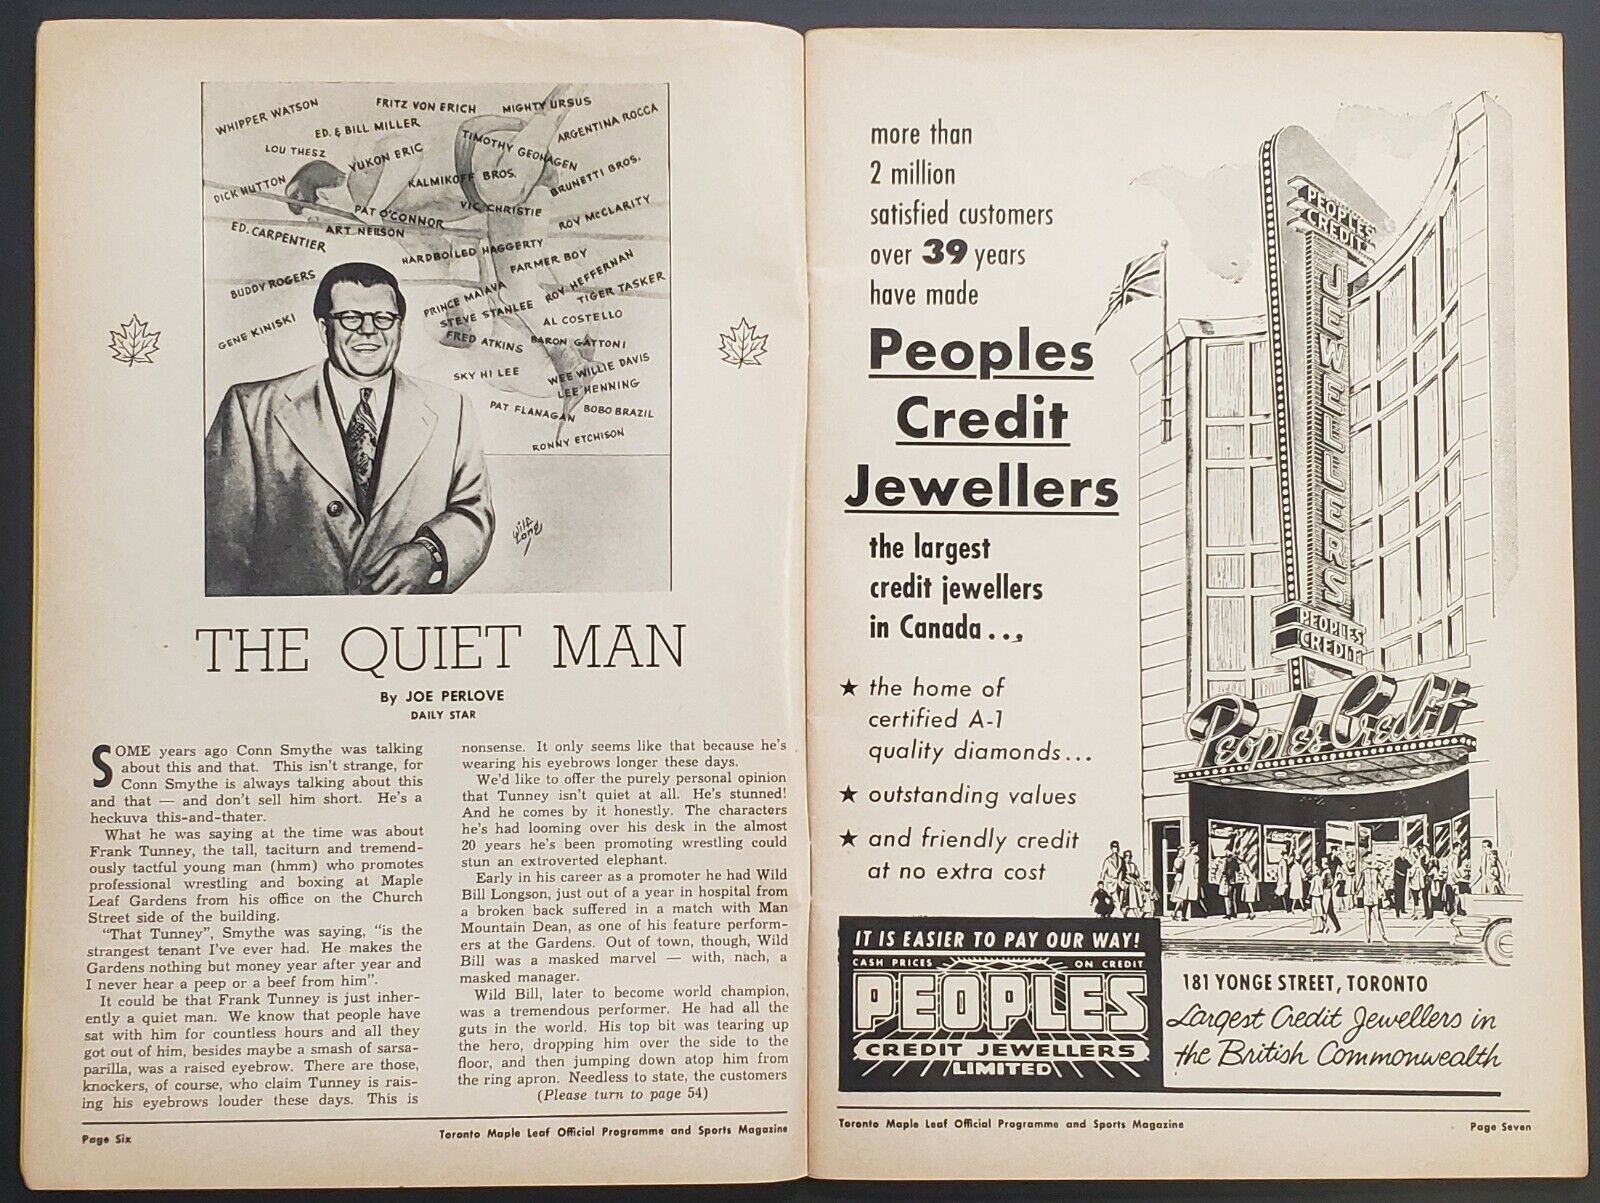 WHIPPER WATSON
FRITZ VON ERICH
MIGHTY URSUS
ED. & BILL MILLER
ARGENTINA ROCCA
LOU THESZ
YUKON ERIC
TIMOTHY GEOHAGEN
DICK HUTTON
KALMIKOFF BROS.
BRUNETTI BROS.
PAT O'CONNOR
VIC CHRISTIE
ROY McCLARITY
ED. CARPENTIER
ART NEILSON
HARDBOILED HAGGERTY
FARMER BOY
BUDDY ROGERS
PRINCE MAIAVA
ROY HEFFERNAN
TIGER TASKER
STEVE STANLEE
AL COSTELLO
GENE KINISKI
FRED ATKINS
BARON GATTONI
SKY HI LEE
WEE WILLIE DAVIS
LEE HENNING
PAT FLANAGAN
BOBO BRAZIL
RONNY ETCHISON
Wilf Long
THE QUIET MAN
By JOE PERLOVE
DAILY STAR
SOME years ago Conn Smythe was talking
about this and that. This isn't strange, for
Conn Smythe is always talking about this
and that — and don't sell him short. He's a
heckuva this-and-thater.
What he was saying at the time was about
Frank Tunney, the tall, taciturn and tremend-
ously tactful young man (hmm) who promotes
professional wrestling and boxing at Maple
Leaf Gardens from his office on the Church
Street side of the building.
"That Tunney", Smythe was saying, "is the
strangest tenant I've ever had. He makes the
Gardens nothing but money year after year and
I never hear a peep or a beef from him".
It could be that Frank Tunney is just inher-
ently a quiet man. We know that people have
sat with him for countless hours and all they
got out of him, besides maybe a smash of sarsa-
parilla, was a raised eyebrow. There are those,
knockers, of course, who claim Tunney is rais-
ing his eyebrows louder these days. This is
nonsense. It only seems like that because he's
wearing his eyebrows longer these days.
We'd like to offer the purely personal opinion
that Tunney isn't quiet at all. He's stunned!
And he comes by it honestly. The characters
he's had looming over his desk in the almost
20 years he's been promoting wrestling could
stun an extroverted elephant.
Early in his career as a promoter he had Wild
Bill Longson, just out of a year in hospital from
a broken back suffered in a match with Man
Mountain Dean, as one of his feature perform-
ers at the Gardens. Out of town, though, Wild
Bill was a masked marvel — with, nach, a
masked manager.
Wild Bill, later to become world champion,
was a tremendous performer. He had all the
guts in the world. His top bit was tearing up
the hero, dropping him over the side to the
floor, and then jumping down atop him from
the ring apron. Needless to state, the customers
(Please turn to page 54)
Page Six
Toronto Maple Leaf Official Programme and Sports Magazine
more than
2 million
satisfied customers
over 39 years
have made
Peoples
Credit
Jewellers
the largest
credit jewellers
in Canada...,
★ the home of
certified A-1
quality diamonds...
★ outstanding values
★ and friendly credit
at no extra cost
PEOPLES
CREDIT
JEWELLERS
PEOPLES
CREDIT
Peoples Credit
IT IS EASIER TO PAY OUR WAY!
CASH PRICES ON CREDIT
PEOPLES
CREDIT JEWELLERS
LIMITED
181 YONGE STREET, TORONTO
Largest Credit Jewellers in
the British Commonwealth
Toronto Maple Leaf Official Programme and Sports Magazine
Page Seven